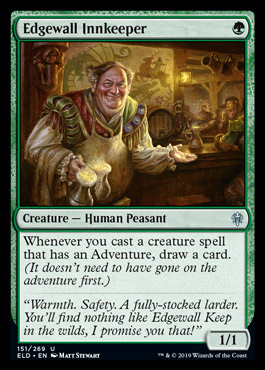 Edgewall Innkeeper
Creature — Human Peasant
Whenever you cast a creature spell
that has an Adventure, draw a card.
(It doesn't need to have gone on the
adventure first.)
“Warmth. Safety. A fully-stocked larder.
You'll find nothing like Edgewall Keep
in the wilds, I promise you that!”
1/1
151/269 U
ELD • EN MATT STEWART
™ & © 2019 Wizards of the Coast